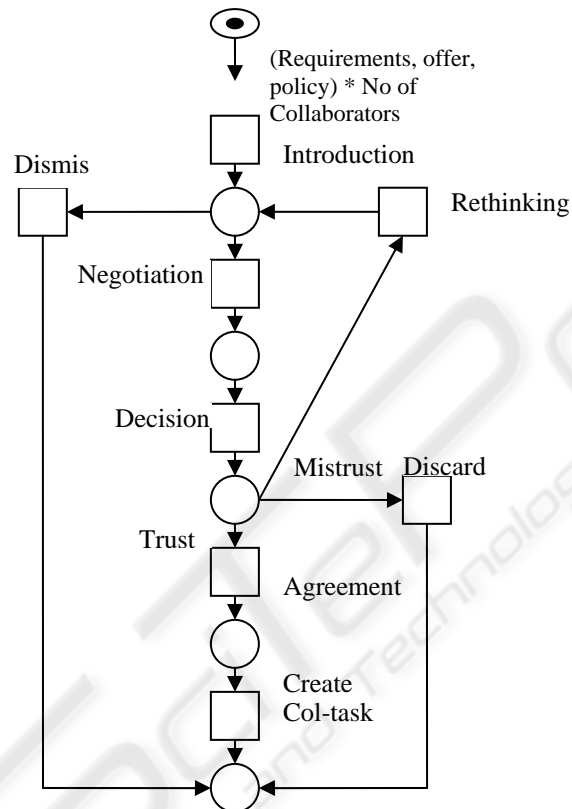 (Requirements, offer,
policy) * No of
Collaborators
Introduction
Dismis
Rethinking
Negotiation
Decision
Mistrust
Discard
Trust
Agreement
Create
Col-task